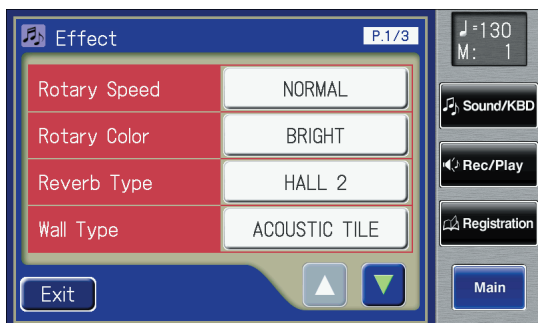 Effect
P.1/3
Rotary Speed
NORMAL
Rotary Color
BRIGHT
Reverb Type
HALL 2
Wall Type
ACOUSTIC TILE
Exit
♩=130
M: 1
Sound/KBD
Rec/Play
Registration
Main